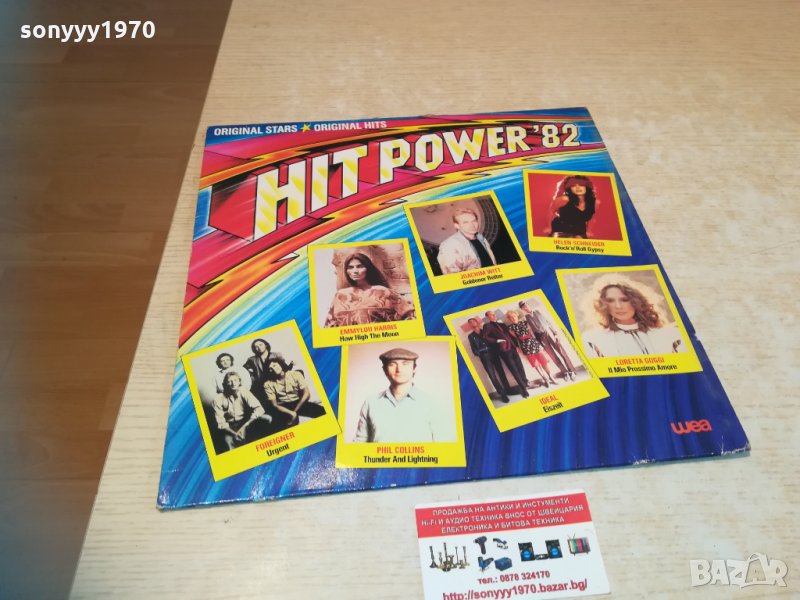 sonyyy1970
ORIGINAL STARS ★ ORIGINAL HITS
HIT POWER '82
HELEN SCHNEIDER
Rock'n'Roll Gypsy
JOACHIM WITT
Goldener Reiter
EMMYLOU HARRIS
How High The Moon
LORETTA GOGGI
Il Mio Prossimo Amore
IDEAL
Eiszeit
FOREIGNER
Urgent
PHIL COLLINS
Thunder And Lightning
wea
ПРОДАЖБА НА АНТИКИ И ИНСТУМЕНТИ
Hi-Fi И АУДИО ТЕХНИКА ВНОС ОТ ШВЕЙЦАРИЯ
ЕЛЕКТРОНИКА И БИТОВА ТЕХНИКА
тел.: 0878 324170
http://sonyyy1970.bazar.bg/
BAZAR
sonyyy1970